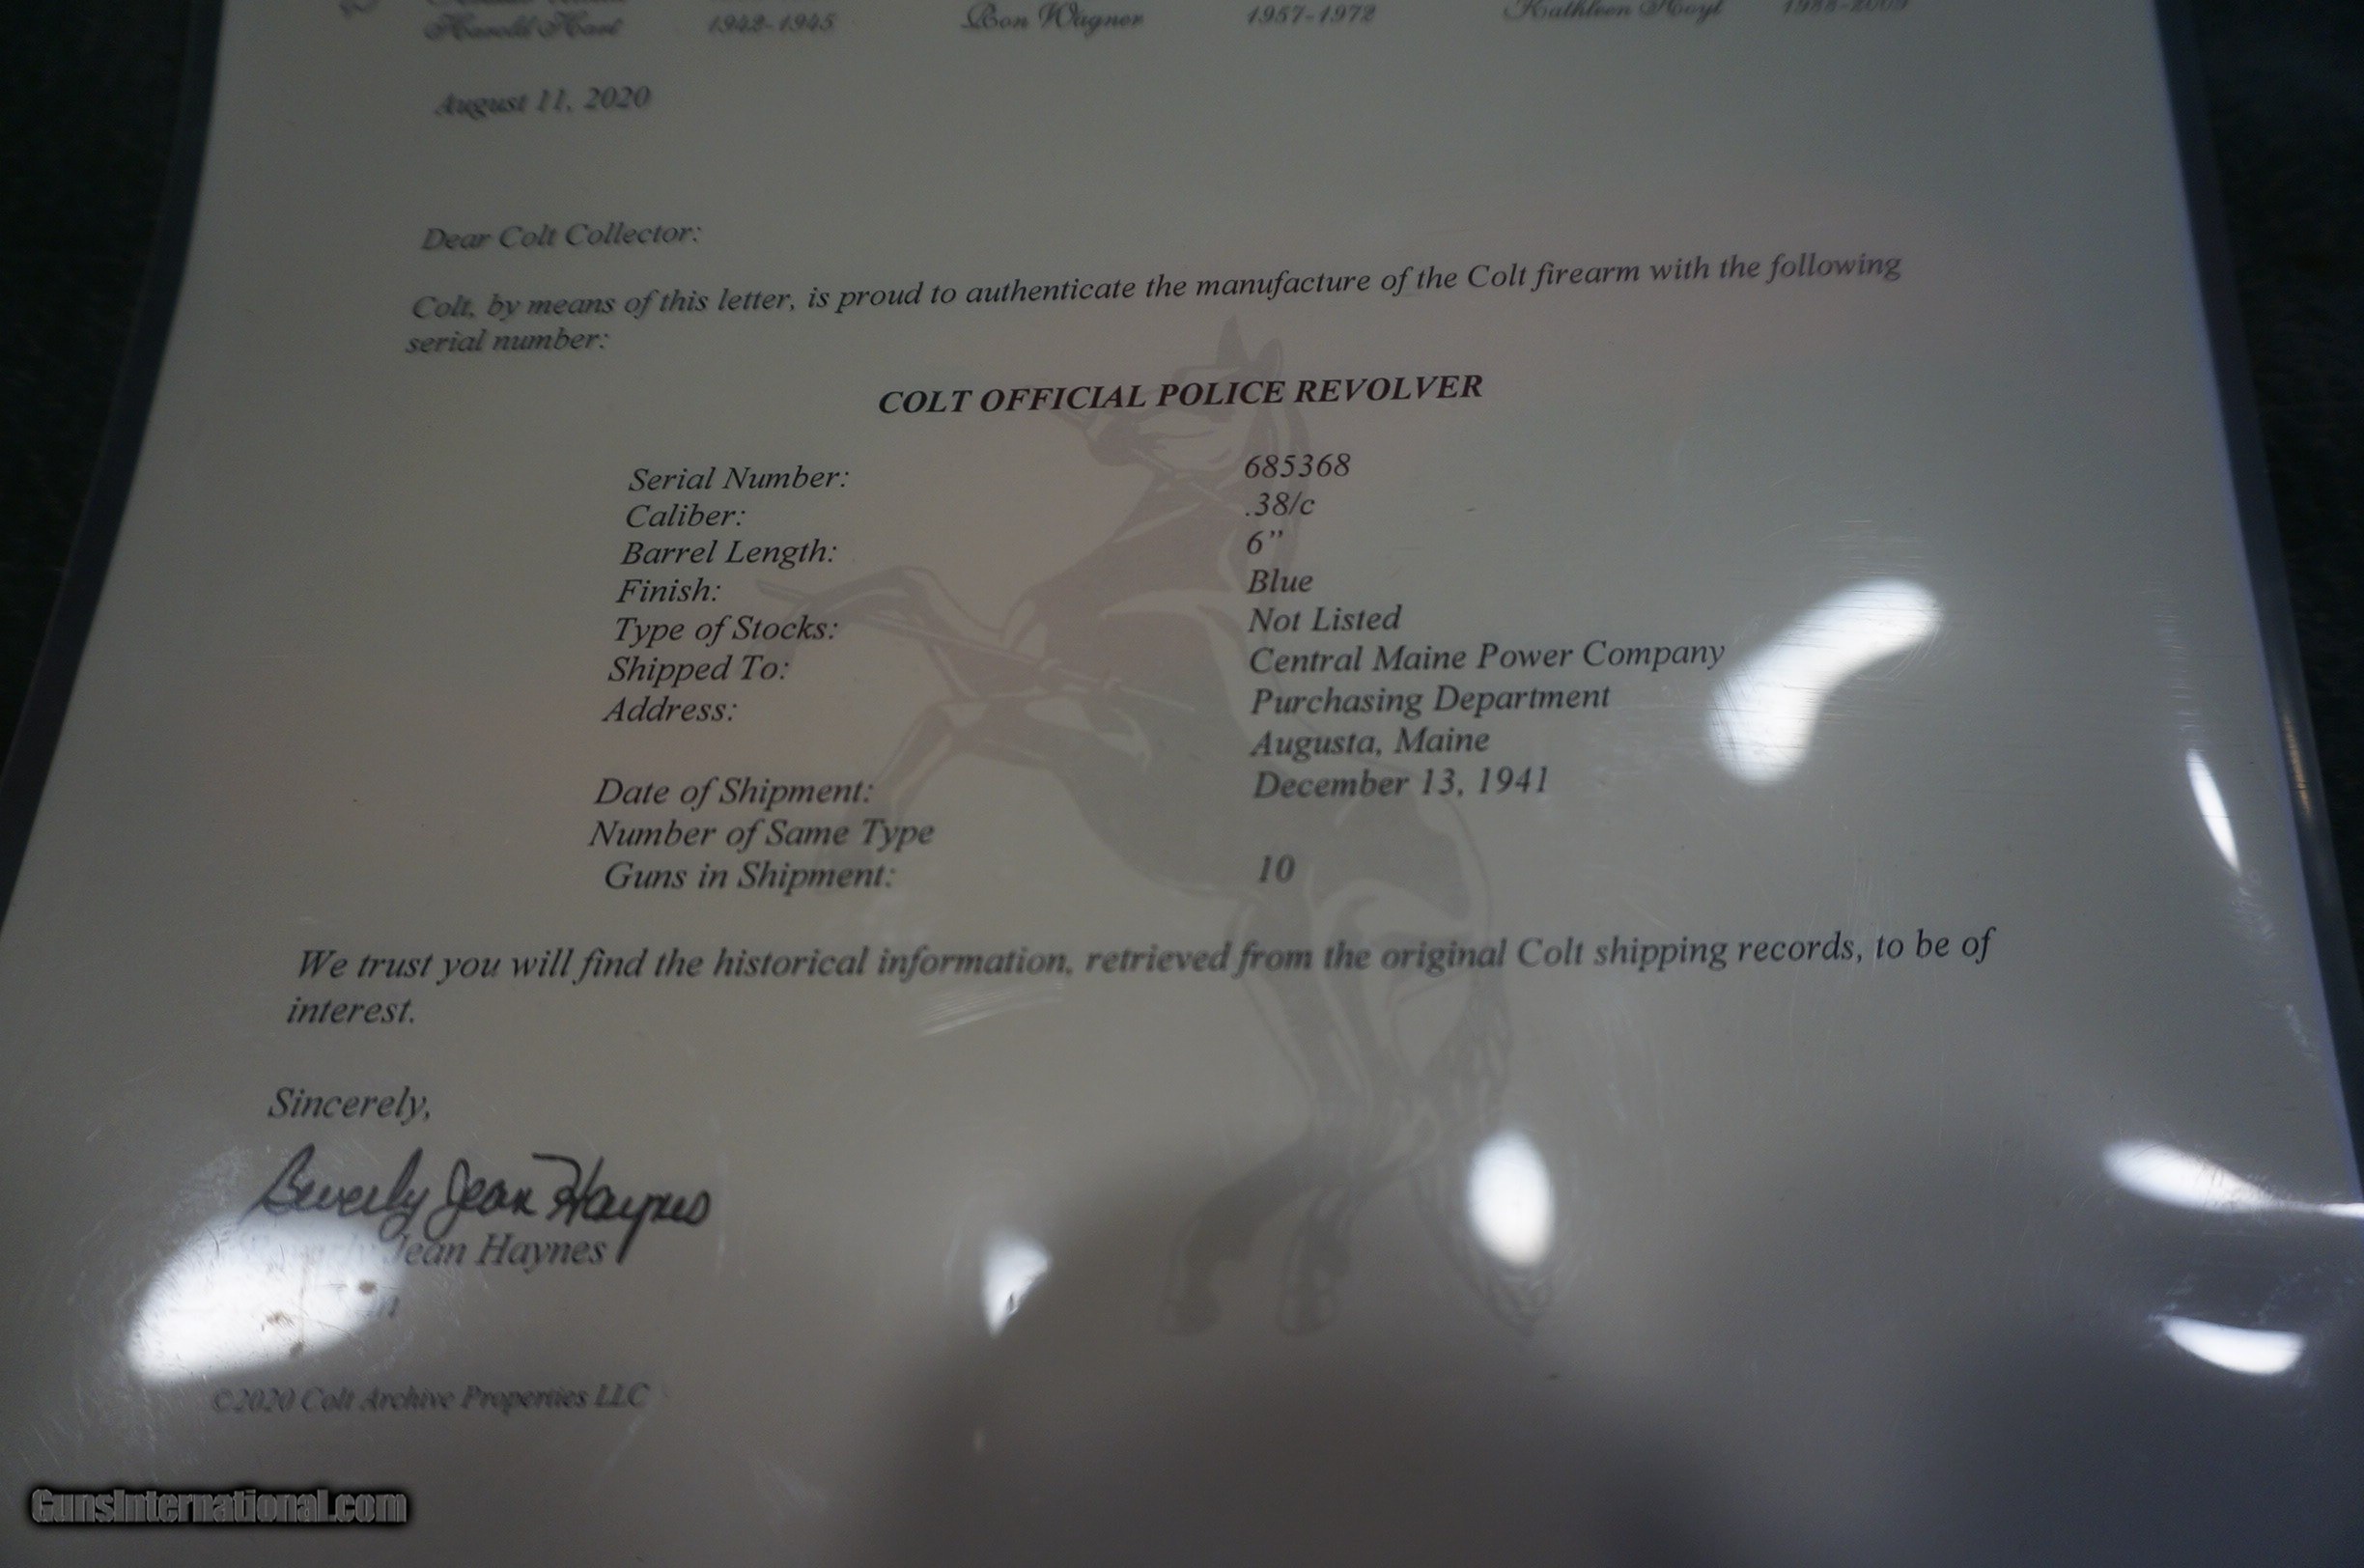 Harold Hart 1942-1945 Ron Wagner 1957-1972 Kathleen Hoyt
August 11, 2020
Dear Colt Collector:
Colt, by means of this letter, is proud to authenticate the manufacture of the Colt firearm with the following
serial number:
COLT OFFICIAL POLICE REVOLVER
Serial Number: 685368
Caliber: .38/c
Barrel Length: 6”
Finish: Blue
Type of Stocks: Not Listed
Shipped To: Central Maine Power Company
Address: Purchasing Department
Augusta, Maine
Date of Shipment: December 13, 1941
Number of Same Type
Guns in Shipment: 10
We trust you will find the historical information, retrieved from the original Colt shipping records, to be of
interest.
Sincerely,
Beverly Jean Haynes
Jean Haynes
©2020 Colt Archive Properties LLC
GunsInternational.com